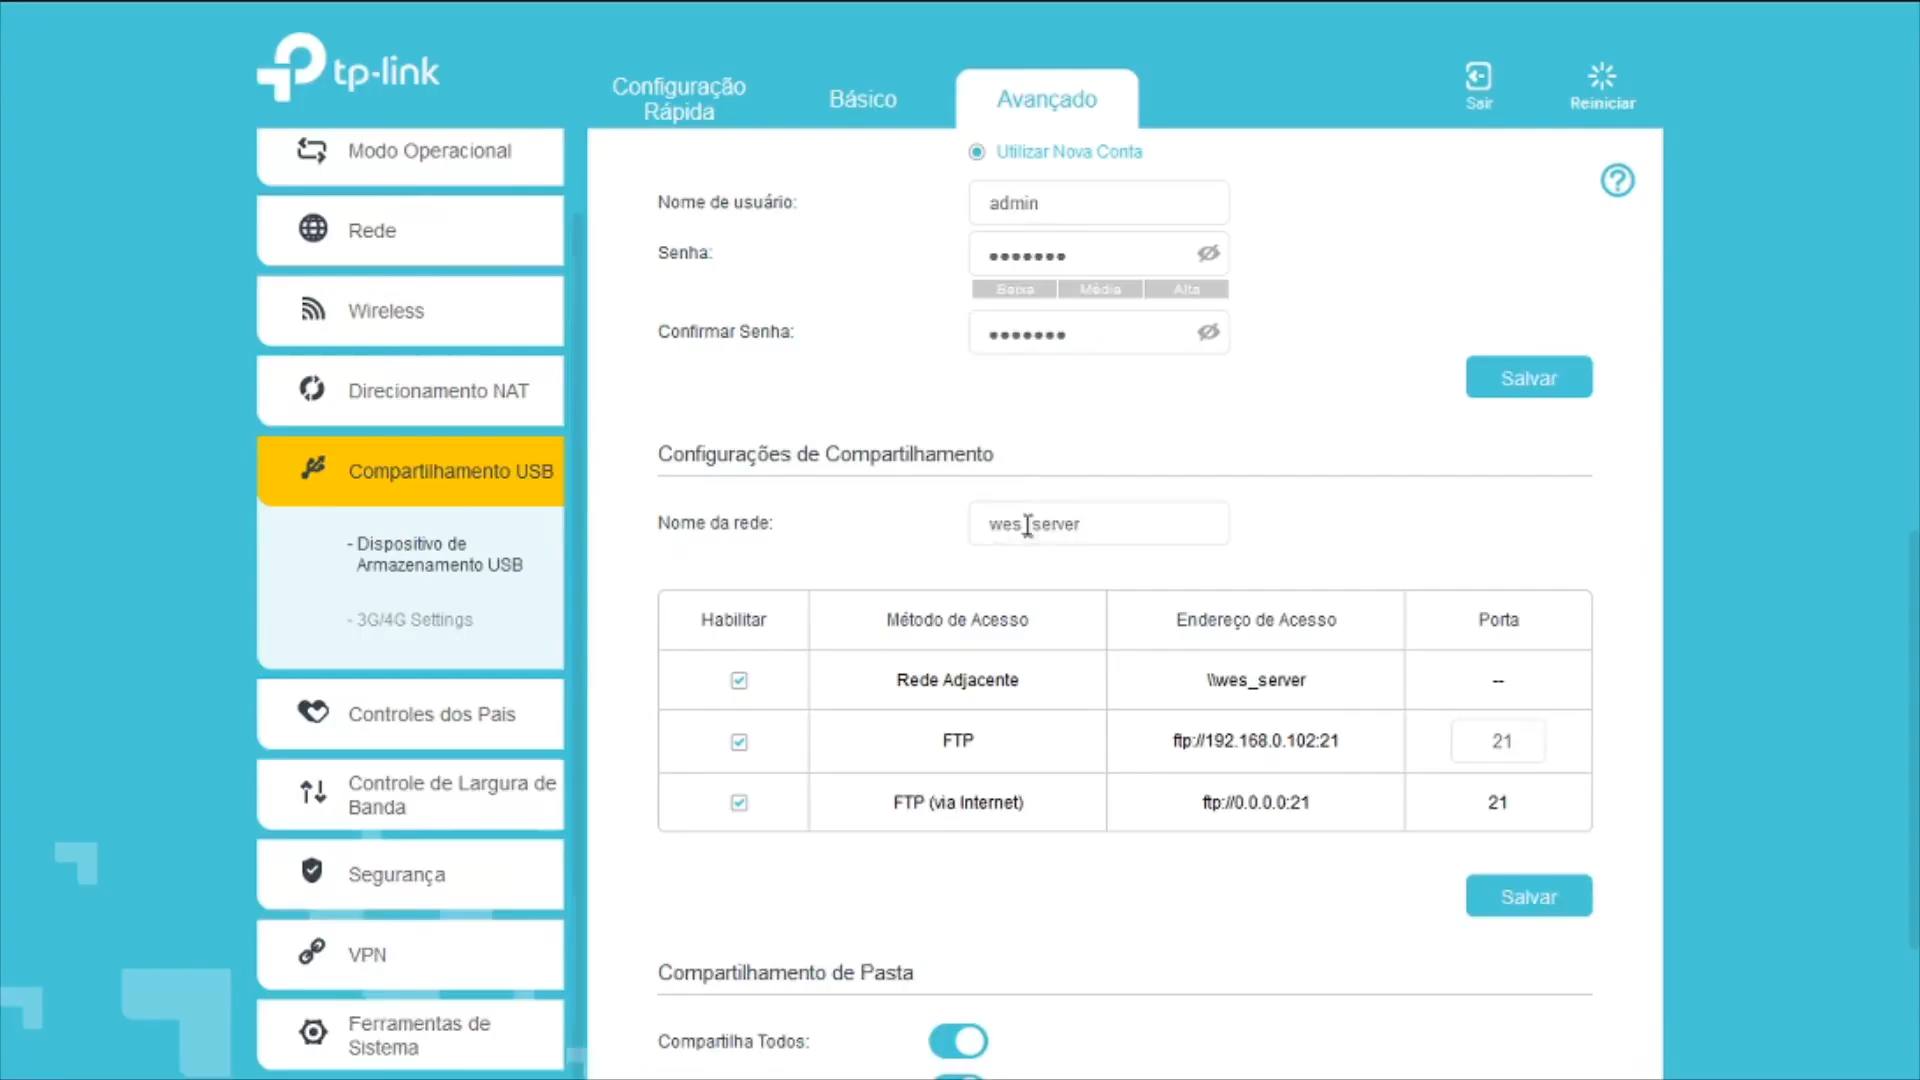 tp-link
Configuração
Rápida
Básico
Avançado
Sair
Reiniciar
Modo Operacional
Rede
Wireless
Direcionamento NAT
Compartilhamento USB
- Dispositivo de
Armazenamento USB
- 3G/4G Settings
Controles dos Pais
Controle de Largura de
Banda
Segurança
VPN
Ferramentas de
Sistema
Utilizar Nova Conta
Nome de usuário:
admin
Senha:
•••••••
Baixa
Média
Alta
Confirmar Senha:
•••••••
Salvar
Configurações de Compartilhamento
Nome da rede:
wes_server
Habilitar
Método de Acesso
Endereço de Acesso
Porta
Rede Adjacente
\\wes_server
--
FTP
ftp://192.168.0.102:21
21
FTP (via Internet)
ftp://0.0.0.0:21
21
Salvar
Compartilhamento de Pasta
Compartilha Todos: